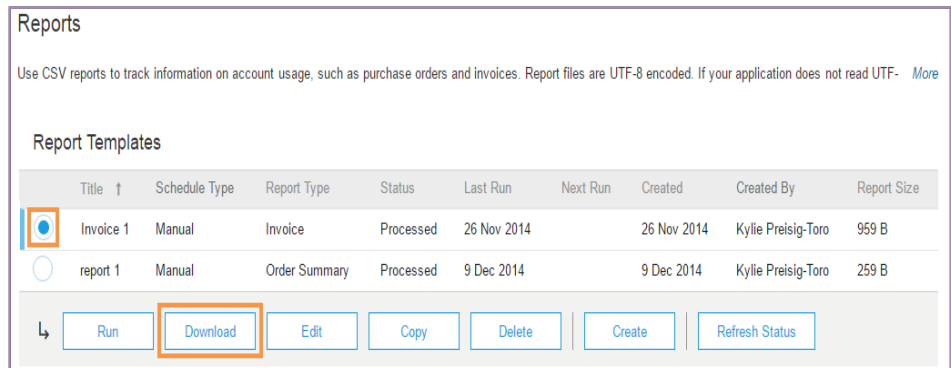 Reports
Use CSV reports to track information on account usage, such as purchase orders and invoices. Report files are UTF-8 encoded. If your application does not read UTF- More
Report Templates
Title ↑ Schedule Type Report Type Status Last Run Next Run Created Created By Report Size
Invoice 1 Manual Invoice Processed 26 Nov 2014 26 Nov 2014 Kylie Preisig-Toro 959 B
report 1 Manual Order Summary Processed 9 Dec 2014 9 Dec 2014 Kylie Preisig-Toro 259 B
Run Download Edit Copy Delete Create Refresh Status